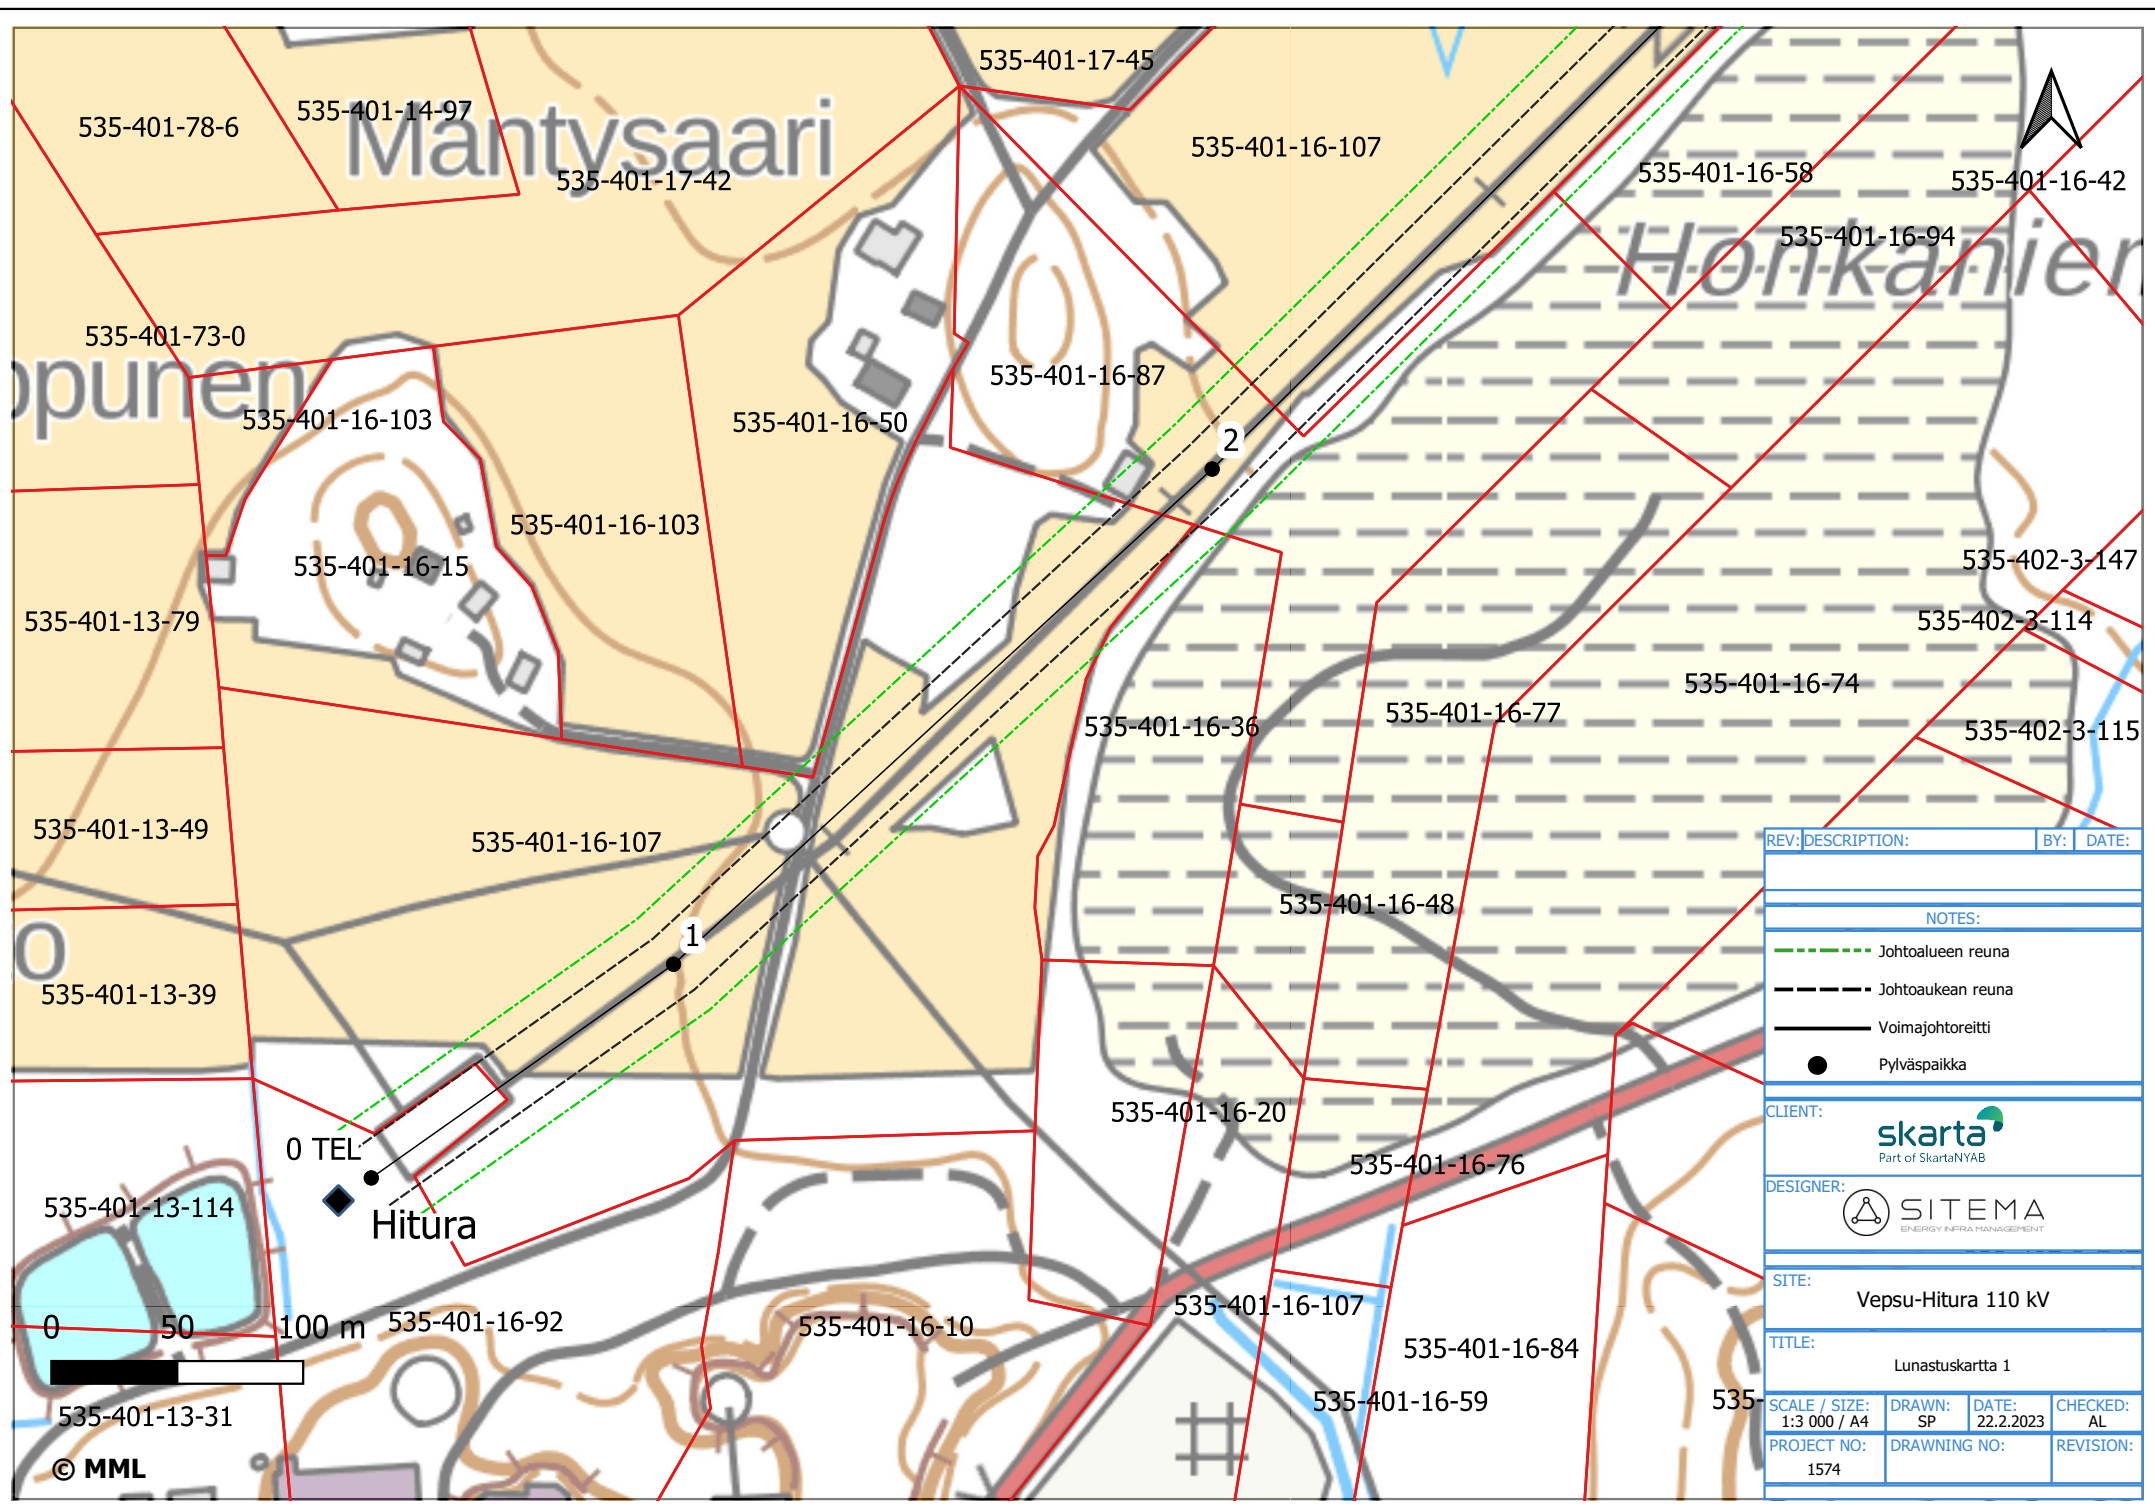 535-401-17-45
535-401-78-6
535-401-14-97
Mäntysaari
535-401-17-42
535-401-16-107
535-401-16-58
535-401-16-42
535-401-16-94
Honkanien
535-401-73-0
ppunen
535-401-16-103
535-401-16-87
535-401-16-50
2
535-401-16-103
535-401-16-15
535-401-13-79
535-402-3-147
535-402-3-114
535-401-16-74
535-401-16-77
535-401-16-36
535-402-3-115
535-401-13-49
535-401-16-107
535-401-16-48
1
o
535-401-13-39
535-401-16-20
0 TEL
535-401-16-76
535-401-13-114
Hitura
535-401-16-107
535-401-16-92
535-401-16-10
535-401-16-84
535-401-16-59
535-
0 50 100 m
535-401-13-31
© MML
REV: DESCRIPTION: BY: DATE:
NOTES:
Johtoalueen reuna
Johtoaukean reuna
Voimajohtoreitti
Pylväspaikka
CLIENT:
skarta
Part of SkartaNYAB
DESIGNER:
SITEMA
ENERGY INFRA MANAGEMENT
SITE:
Vepsu-Hitura 110 kV
TITLE:
Lunastuskartta 1
SCALE / SIZE: DRAWN: DATE: CHECKED:
1:3 000 / A4 SP 22.2.2023 AL
PROJECT NO: DRAWING NO: REVISION:
1574